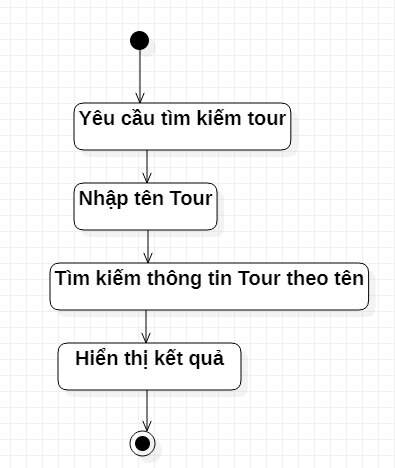 Yêu cầu tìm kiếm tour
Nhập tên Tour
Tìm kiếm thông tin Tour theo tên
Hiển thị kết quả